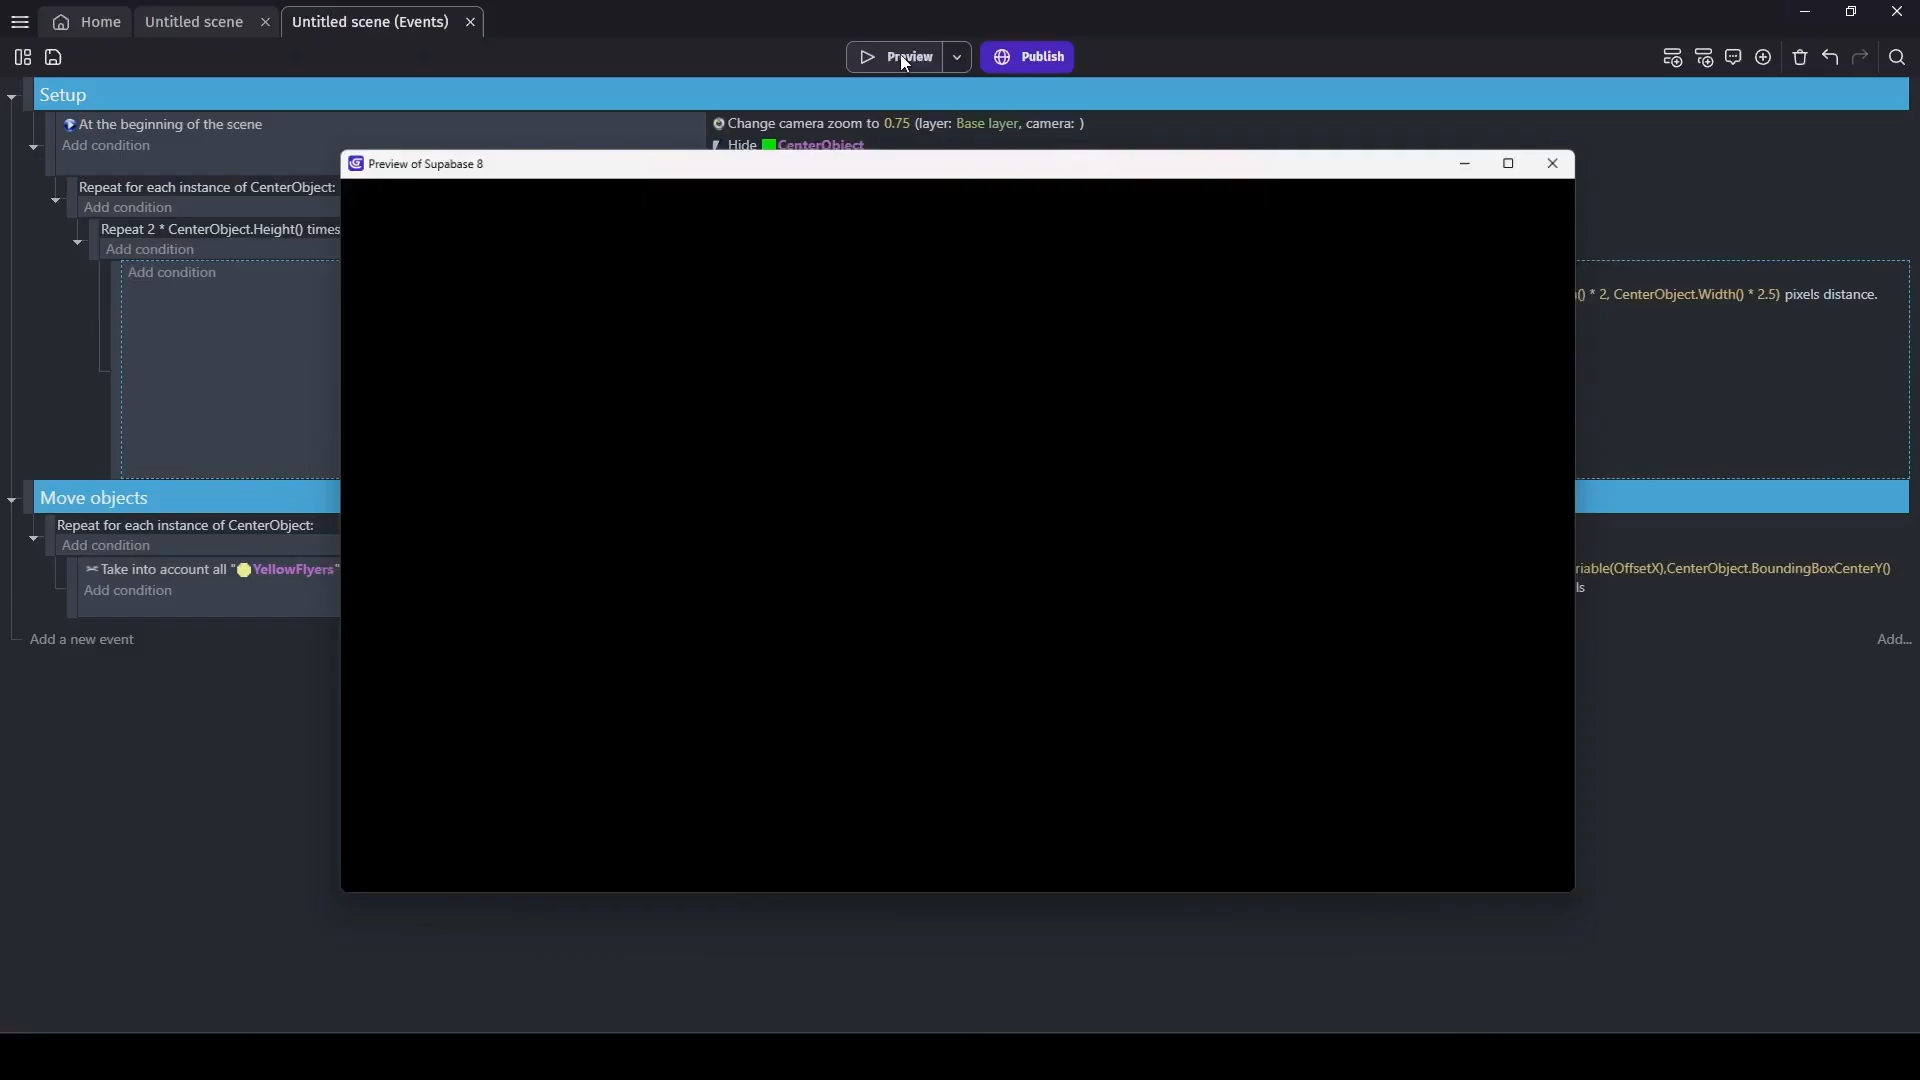 Home
Untitled scene
Untitled scene (Events)
Preview
Publish
Setup
At the beginning of the scene
Change camera zoom to 0.75 (layer: Base layer, camera: )
Add condition
Hide CenterObject
Preview of Supabase 8
Repeat for each instance of CenterObject:
Add condition
Repeat 2 * CenterObject.Height() times
Add condition
Add condition
() * 2, CenterObject.Width() * 2.5) pixels distance.
Move objects
Repeat for each instance of CenterObject:
Add condition
Take into account all "YellowFlyers"
riable(OffsetX),CenterObject.BoundingBoxCenterY()
Add condition
ls
Add a new event
Add...